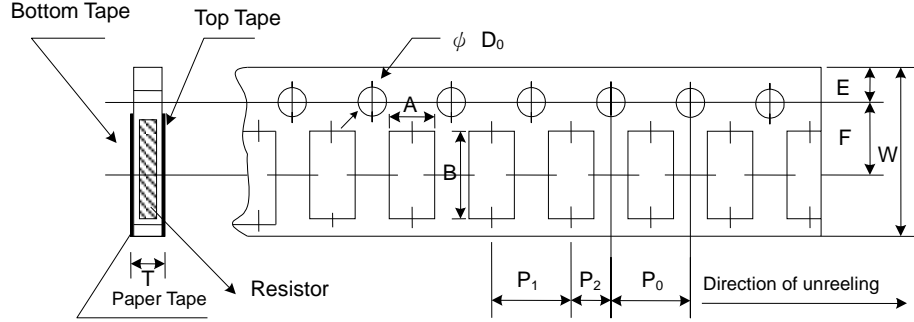 Bottom Tape
Top Tape
ϕ D₀
E
A
F
W
B
T
P₁
P₂
P₀
Direction of unreeling
Paper Tape
Resistor